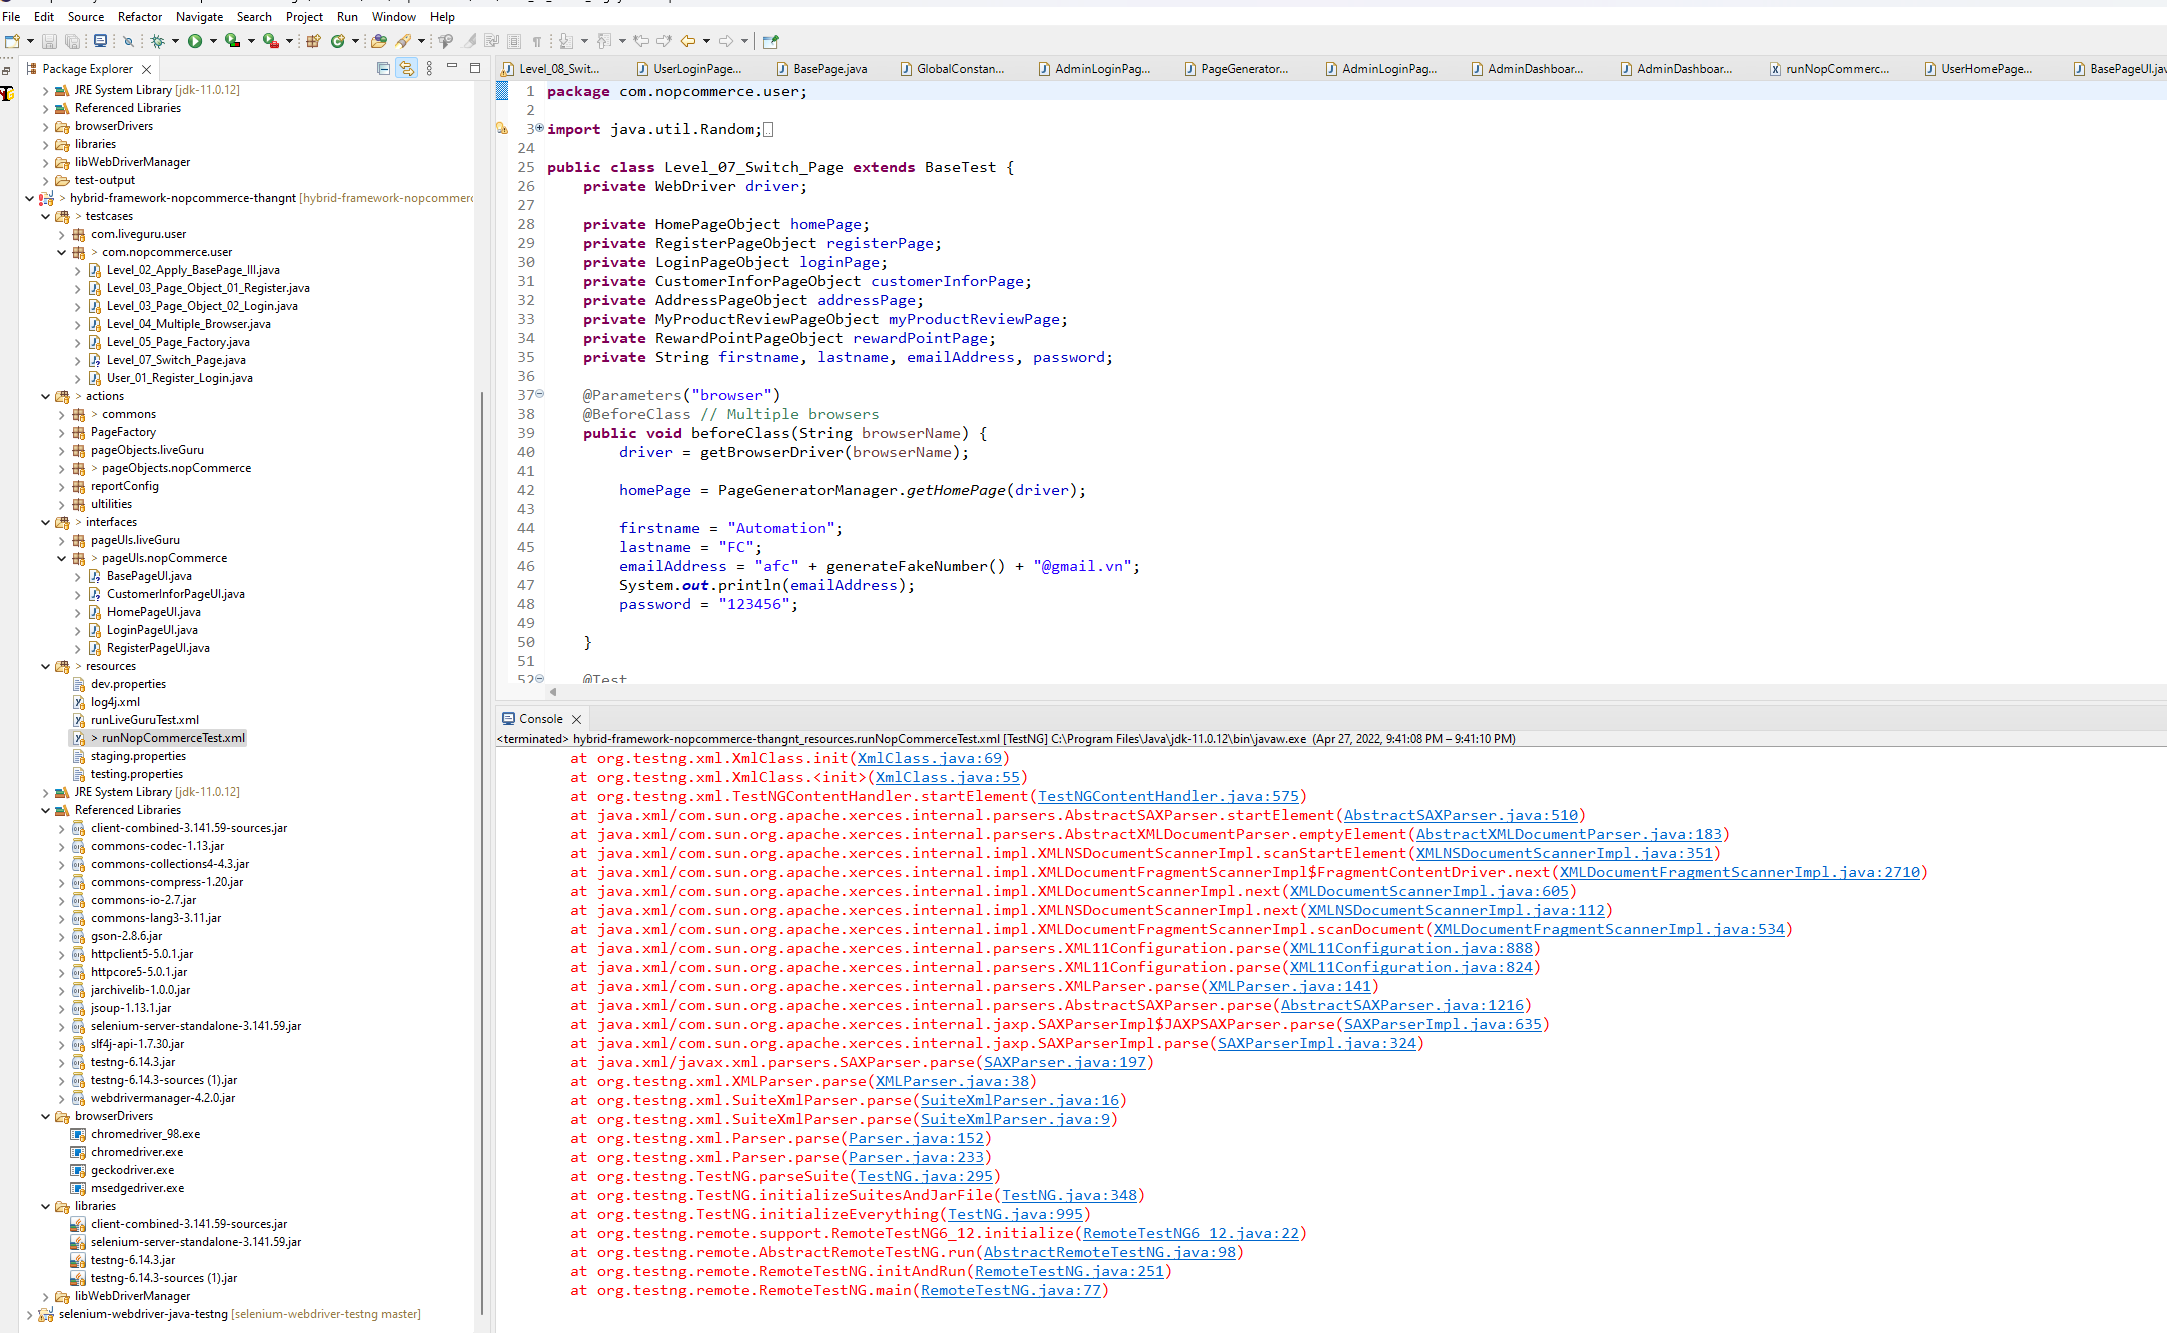 File Edit Source Refactor Navigate Search Project Run Window Help
Package Explorer
JRE System Library [jdk-11.0.12]
Referenced Libraries
browserDrivers
libraries
libWebDriverManager
test-output
> hybrid-framework-nopcommerce-thangnt [hybrid-framework-nopcommerc
> testcases
com.liveguru.user
> com.nopcommerce.user
Level_02_Apply_BasePage_III.java
Level_03_Page_Object_01_Register.java
Level_03_Page_Object_02_Login.java
Level_04_Multiple_Browser.java
Level_05_Page_Factory.java
Level_07_Switch_Page.java
User_01_Register_Login.java
> actions
> commons
PageFactory
pageObjects.liveGuru
> pageObjects.nopCommerce
reportConfig
ultilities
> interfaces
pageUIs.liveGuru
> pageUIs.nopCommerce
BasePageUI.java
CustomerInforPageUI.java
HomePageUI.java
LoginPageUI.java
RegisterPageUI.java
> resources
dev.properties
log4j.xml
runLiveGuruTest.xml
> runNopCommerceTest.xml
staging.properties
testing.properties
JRE System Library [jdk-11.0.12]
Referenced Libraries
client-combined-3.141.59-sources.jar
commons-codec-1.13.jar
commons-collections4-4.3.jar
commons-compress-1.20.jar
commons-io-2.7.jar
commons-lang3-3.11.jar
gson-2.8.6.jar
httpclient5-5.0.1.jar
httpcore5-5.0.1.jar
jarchivelib-1.0.0.jar
jsoup-1.13.1.jar
selenium-server-standalone-3.141.59.jar
slf4j-api-1.7.30.jar
testng-6.14.3.jar
testng-6.14.3-sources (1).jar
webdrivermanager-4.2.0.jar
browserDrivers
chromedriver_98.exe
chromedriver.exe
geckodriver.exe
msedgedriver.exe
libraries
client-combined-3.141.59-sources.jar
selenium-server-standalone-3.141.59.jar
testng-6.14.3.jar
testng-6.14.3-sources (1).jar
libWebDriverManager
selenium-webdriver-java-testng [selenium-webdriver-testng master]
Level_08_Swit... UserLoginPage... BasePage.java GlobalConstan... AdminLoginPag... PageGenerator... AdminLoginPag... AdminDashboar... AdminDashboar... runNopCommerc... UserHomePage... BasePageUI.jav
1 package com.nopcommerce.user;
2
3 import java.util.Random;
24
25 public class Level_07_Switch_Page extends BaseTest {
26 private WebDriver driver;
27
28 private HomePageObject homePage;
29 private RegisterPageObject registerPage;
30 private LoginPageObject loginPage;
31 private CustomerInforPageObject customerInforPage;
32 private AddressPageObject addressPage;
33 private MyProductReviewPageObject myProductReviewPage;
34 private RewardPointPageObject rewardPointPage;
35 private String firstname, lastname, emailAddress, password;
36
37 @Parameters("browser")
38 @BeforeClass // Multiple browsers
39 public void beforeClass(String browserName) {
40 driver = getBrowserDriver(browserName);
41
42 homePage = PageGeneratorManager.getHomePage(driver);
43
44 firstname = "Automation";
45 lastname = "FC";
46 emailAddress = "afc" + generateFakeNumber() + "@gmail.vn";
47 System.out.println(emailAddress);
48 password = "123456";
49
50 }
51
52 @Test
Console
<terminated> hybrid-framework-nopcommerce-thangnt_resources.runNopCommerceTest.xml [TestNG] C:\Program Files\Java\jdk-11.0.12\bin\javaw.exe (Apr 27, 2022, 9:41:08 PM – 9:41:10 PM)
at org.testng.xml.XmlClass.init(XmlClass.java:69)
at org.testng.xml.XmlClass.<init>(XmlClass.java:55)
at org.testng.xml.TestNGContentHandler.startElement(TestNGContentHandler.java:575)
at java.xml/com.sun.org.apache.xerces.internal.parsers.AbstractSAXParser.startElement(AbstractSAXParser.java:510)
at java.xml/com.sun.org.apache.xerces.internal.parsers.AbstractXMLDocumentParser.emptyElement(AbstractXMLDocumentParser.java:183)
at java.xml/com.sun.org.apache.xerces.internal.impl.XMLNSDocumentScannerImpl.scanStartElement(XMLNSDocumentScannerImpl.java:351)
at java.xml/com.sun.org.apache.xerces.internal.impl.XMLDocumentFragmentScannerImpl$FragmentContentDriver.next(XMLDocumentFragmentScannerImpl.java:2710)
at java.xml/com.sun.org.apache.xerces.internal.impl.XMLDocumentScannerImpl.next(XMLDocumentScannerImpl.java:605)
at java.xml/com.sun.org.apache.xerces.internal.impl.XMLNSDocumentScannerImpl.next(XMLNSDocumentScannerImpl.java:112)
at java.xml/com.sun.org.apache.xerces.internal.impl.XMLDocumentFragmentScannerImpl.scanDocument(XMLDocumentFragmentScannerImpl.java:534)
at java.xml/com.sun.org.apache.xerces.internal.parsers.XML11Configuration.parse(XML11Configuration.java:888)
at java.xml/com.sun.org.apache.xerces.internal.parsers.XML11Configuration.parse(XML11Configuration.java:824)
at java.xml/com.sun.org.apache.xerces.internal.parsers.XMLParser.parse(XMLParser.java:141)
at java.xml/com.sun.org.apache.xerces.internal.parsers.AbstractSAXParser.parse(AbstractSAXParser.java:1216)
at java.xml/com.sun.org.apache.xerces.internal.jaxp.SAXParserImpl$JAXPSAXParser.parse(SAXParserImpl.java:635)
at java.xml/com.sun.org.apache.xerces.internal.jaxp.SAXParserImpl.parse(SAXParserImpl.java:324)
at java.xml/javax.xml.parsers.SAXParser.parse(SAXParser.java:197)
at org.testng.xml.XMLParser.parse(XMLParser.java:38)
at org.testng.xml.SuiteXmlParser.parse(SuiteXmlParser.java:16)
at org.testng.xml.SuiteXmlParser.parse(SuiteXmlParser.java:9)
at org.testng.xml.Parser.parse(Parser.java:152)
at org.testng.xml.Parser.parse(Parser.java:233)
at org.testng.TestNG.parseSuite(TestNG.java:295)
at org.testng.TestNG.initializeSuitesAndJarFile(TestNG.java:348)
at org.testng.TestNG.initializeEverything(TestNG.java:995)
at org.testng.remote.support.RemoteTestNG6_12.initialize(RemoteTestNG6_12.java:22)
at org.testng.remote.AbstractRemoteTestNG.run(AbstractRemoteTestNG.java:98)
at org.testng.remote.RemoteTestNG.initAndRun(RemoteTestNG.java:251)
at org.testng.remote.RemoteTestNG.main(RemoteTestNG.java:77)